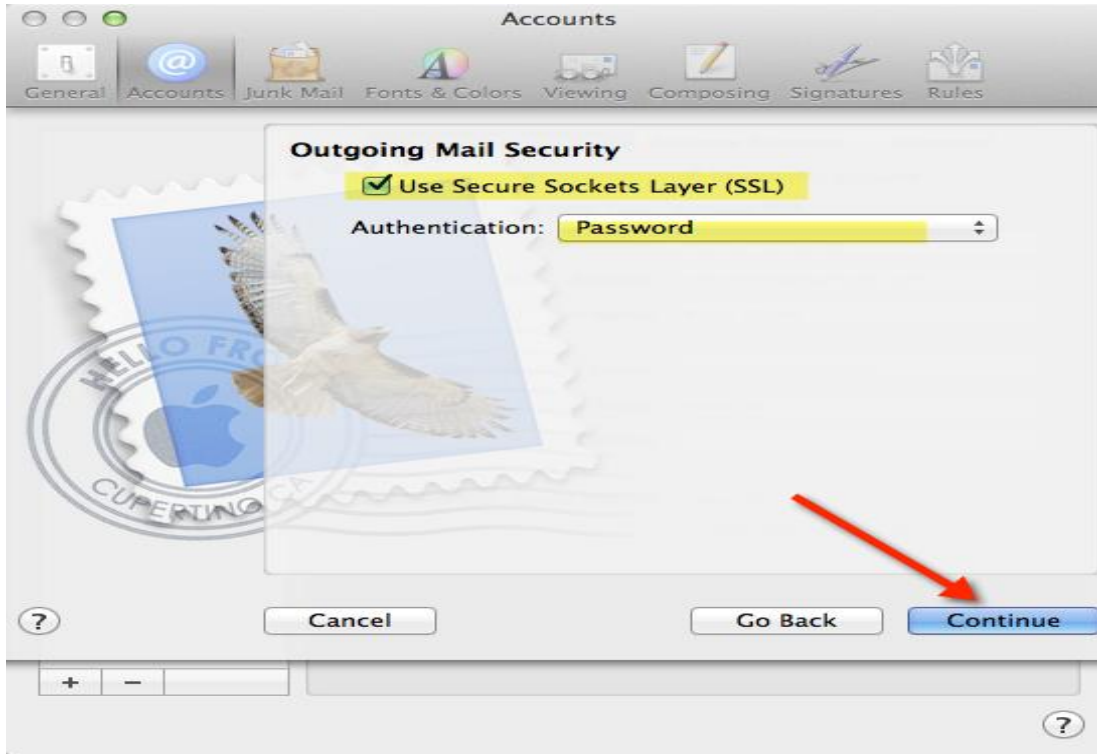 Accounts
General Accounts Junk Mail Fonts & Colors Viewing Composing Signatures Rules
Outgoing Mail Security
Use Secure Sockets Layer (SSL)
Authentication: Password
HELLO FRO
CUPERTINO CA
? Cancel Go Back Continue
+ −
?